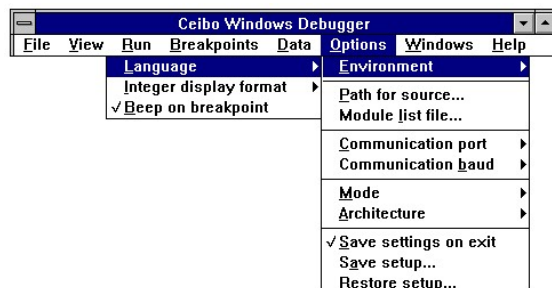 Ceibo Windows Debugger
File View Run Breakpoints Data Options Windows Help
Language
Integer display format
√ Beep on breakpoint
Environment
Path for source...
Module list file...
Communication port
Communication baud
Mode
Architecture
√ Save settings on exit
Save setup...
Restore setup...